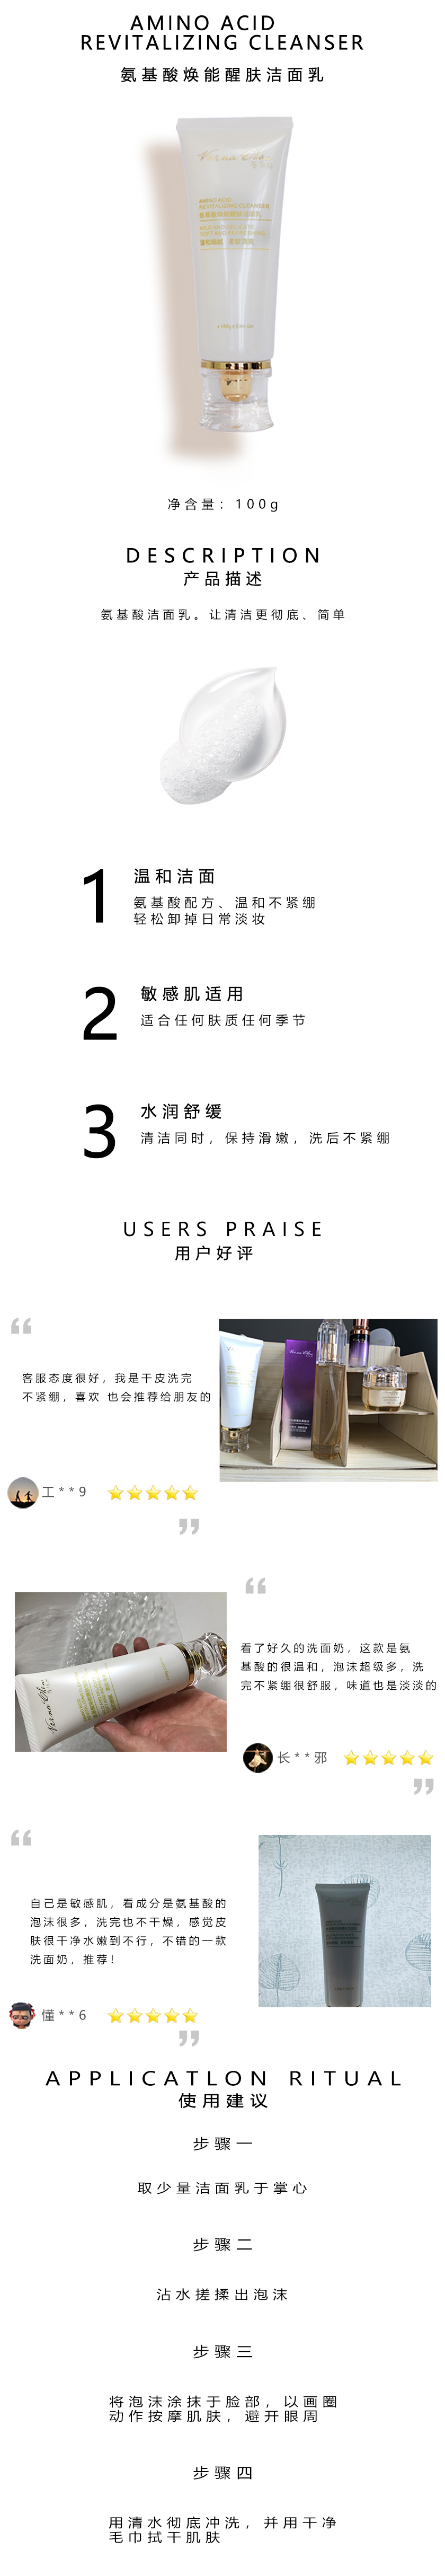 AMINO ACID
REVITALIZING CLEANSER
氨基酸焕能醒肤洁面乳
AMINO ACID
REVITALIZING CLEANSER
氨基酸焕能醒肤洁面乳
净含量：100g
DESCRIPTION
产品描述
氨基酸洁面乳。让清洁更彻底、简单
1
温和洁面
氨基酸配方、温和不紧绷
轻松卸掉日常淡妆
2
敏感肌适用
适合任何肤质任何季节
3
水润舒缓
清洁同时，保持滑嫩，洗后不紧绷
USERS PRAISE
用户好评
“
客服态度很好，我是干皮洗完
不紧绷，喜欢 也会推荐给朋友的
工**9
”
“
看了好久的洗面奶，这款是氨
基酸的很温和，泡沫超级多，洗
完不紧绷很舒服，味道也是淡淡的
长**邪
”
“
自己是敏感肌，看成分是氨基酸的
泡沫很多，洗完也不干燥，感觉皮
肤很干净水嫩到不行，不错的一款
洗面奶，推荐！
懂**6
”
APPLICATLON RITUAL
使用建议
步骤一
取少量洁面乳于掌心
步骤二
沾水搓揉出泡沫
步骤三
将泡沫涂抹于脸部，以画圈
动作按摩肌肤，避开眼周
步骤四
用清水彻底冲洗，并用干净
毛巾拭干肌肤